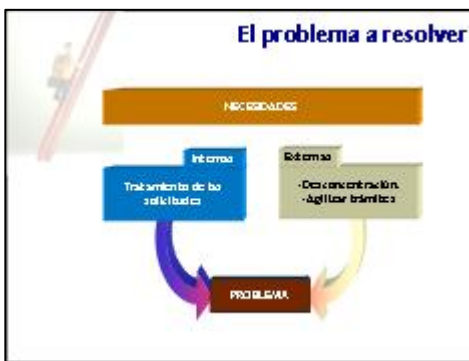 El problema a resolver
NECESIDADES
Internas
Externas
Tratamiento de las
solicitudes
-Desconcentración.
-Agilizar trámites
PROBLEMA